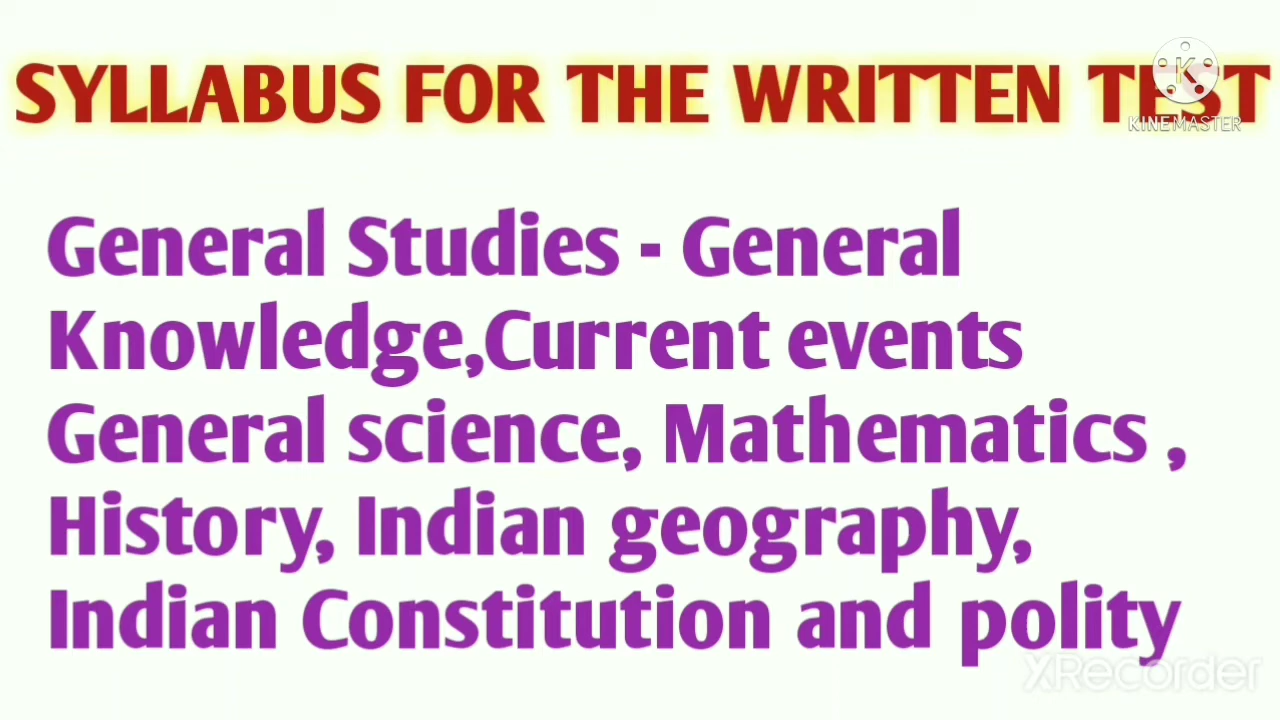 SYLLABUS FOR THE WRITTEN TEST
K
KINEMASTER
General Studies - General
Knowledge,Current events
General science, Mathematics ,
History, Indian geography,
Indian Constitution and polity
XRecorder